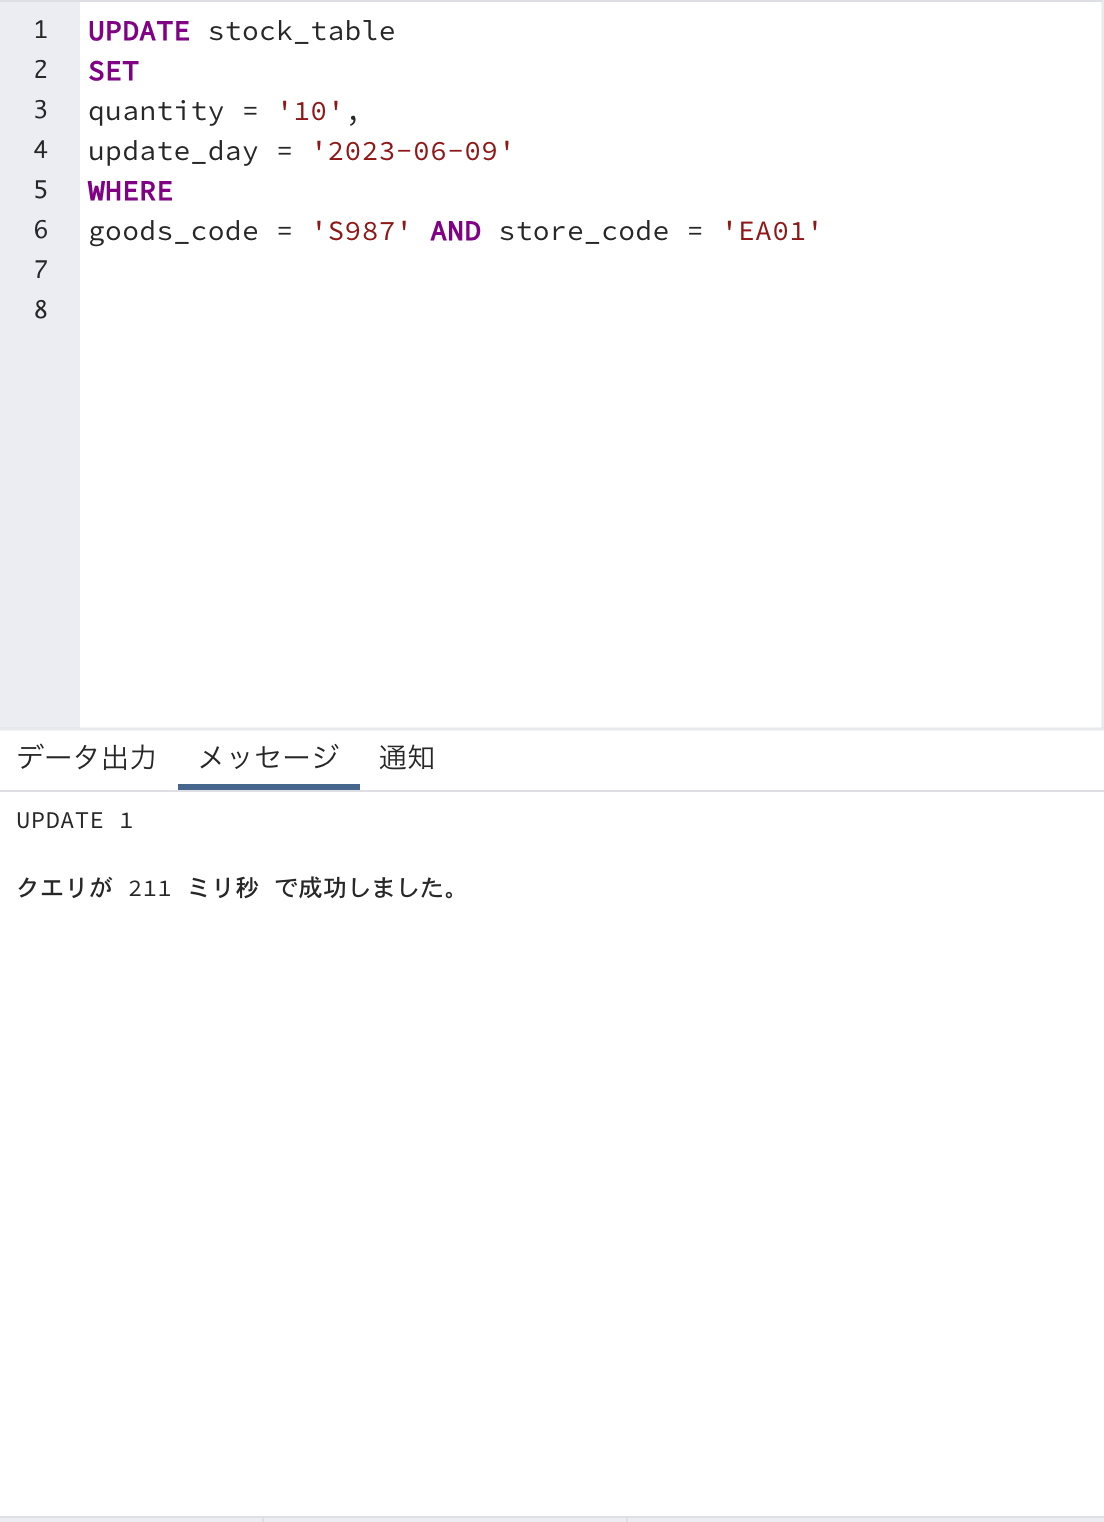 1 UPDATE stock_table
2 SET
3 quantity = '10',
4 update_day = '2023-06-09'
5 WHERE
6 goods_code = 'S987' AND store_code = 'EA01'
7
8
データ出力 メッセージ 通知
UPDATE 1
クエリが 211 ミリ秒 で成功しました。